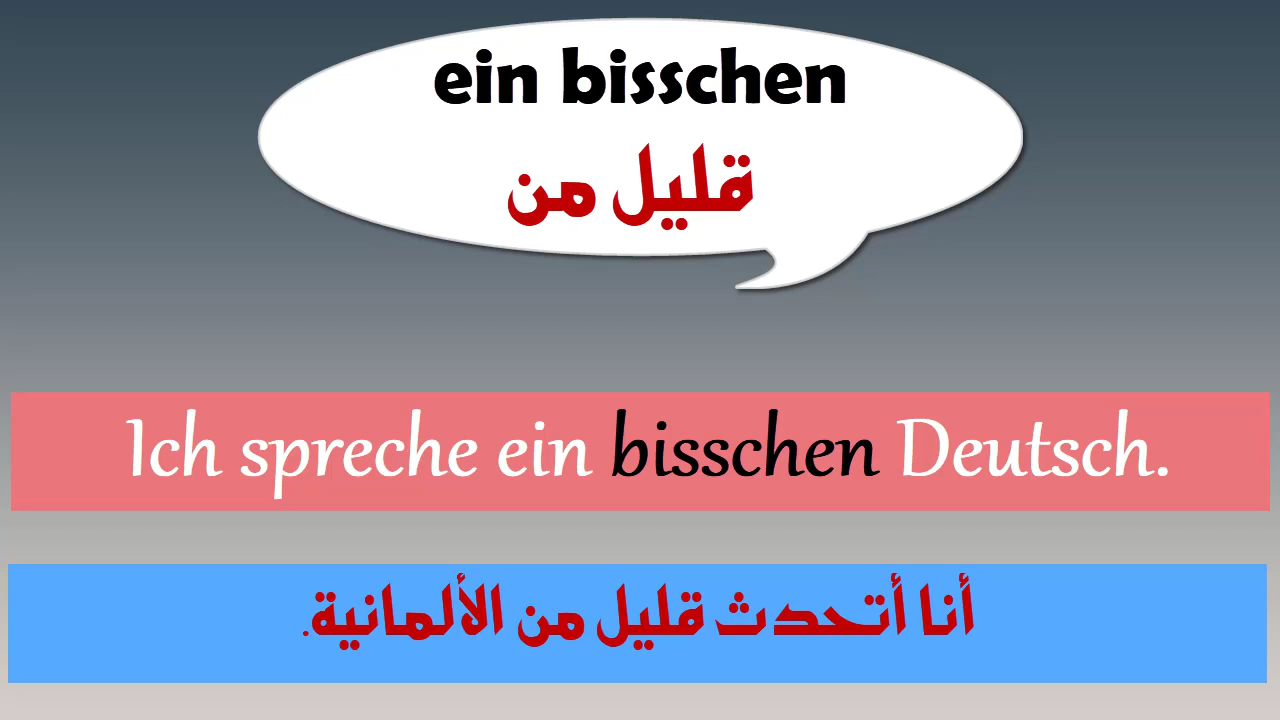 ein bisschen
قليل من
Ich spreche ein bisschen Deutsch.
أنا أتحدث قليل من الألمانية.